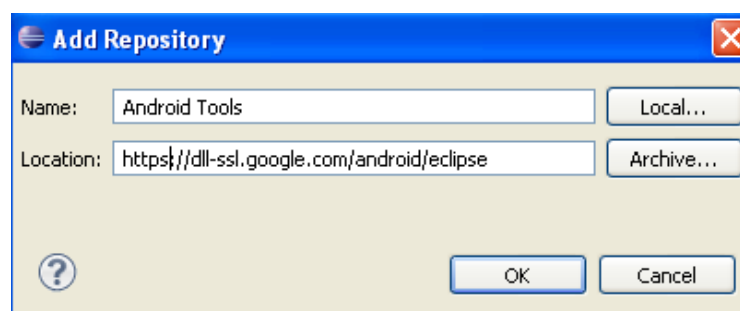 Add Repository
Name: Android Tools Local...
Location: https://dll-ssl.google.com/android/eclipse Archive...
? OK Cancel